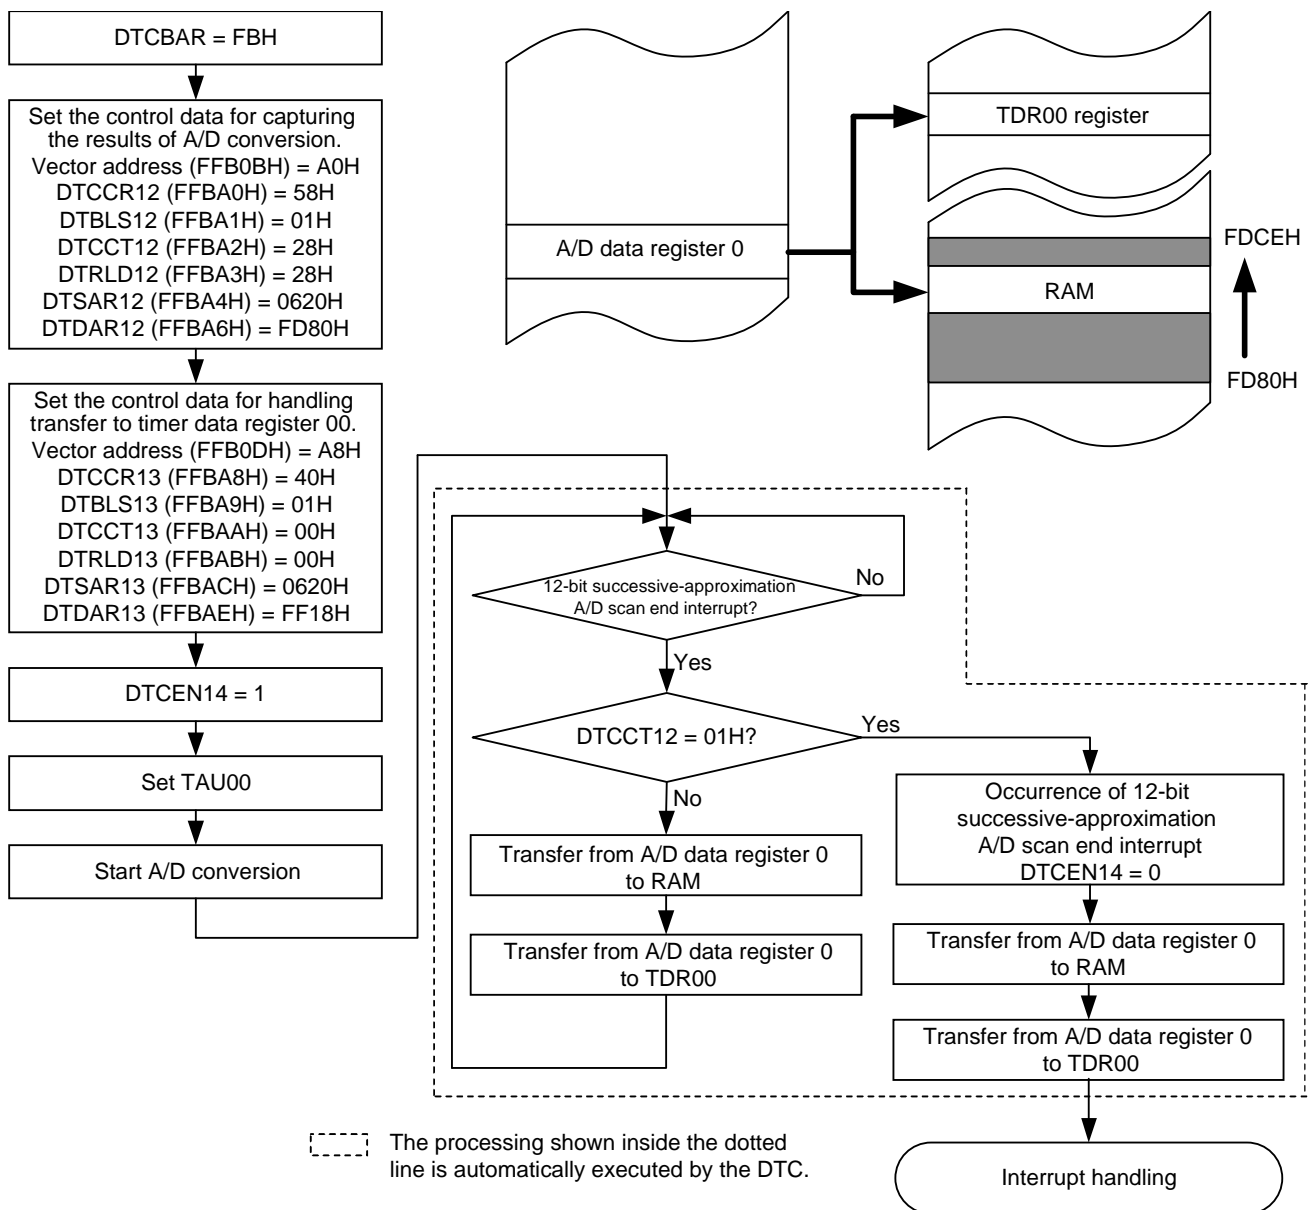 DTCBAR = FBH
Set the control data for capturing
the results of A/D conversion.
Vector address (FFB0BH) = A0H
DTCCR12 (FFBA0H) = 58H
DTBLS12 (FFBA1H) = 01H
DTCCT12 (FFBA2H) = 28H
DTRLD12 (FFBA3H) = 28H
DTSAR12 (FFBA4H) = 0620H
DTDAR12 (FFBA6H) = FD80H
Set the control data for handling
transfer to timer data register 00.
Vector address (FFB0DH) = A8H
DTCCR13 (FFBA8H) = 40H
DTBLS13 (FFBA9H) = 01H
DTCCT13 (FFBAAH) = 00H
DTRLD13 (FFBABH) = 00H
DTSAR13 (FFBACH) = 0620H
DTDAR13 (FFBAEH) = FF18H
DTCEN14 = 1
Set TAU00
Start A/D conversion
A/D data register 0
TDR00 register
RAM
FDCEH
FD80H
12-bit successive-approximation
A/D scan end interrupt?
No
Yes
DTCCT12 = 01H?
Yes
No
Transfer from A/D data register 0
to RAM
Transfer from A/D data register 0
to TDR00
Occurrence of 12-bit
successive-approximation
A/D scan end interrupt
DTCEN14 = 0
Transfer from A/D data register 0
to RAM
Transfer from A/D data register 0
to TDR00
Interrupt handling
The processing shown inside the dotted
line is automatically executed by the DTC.